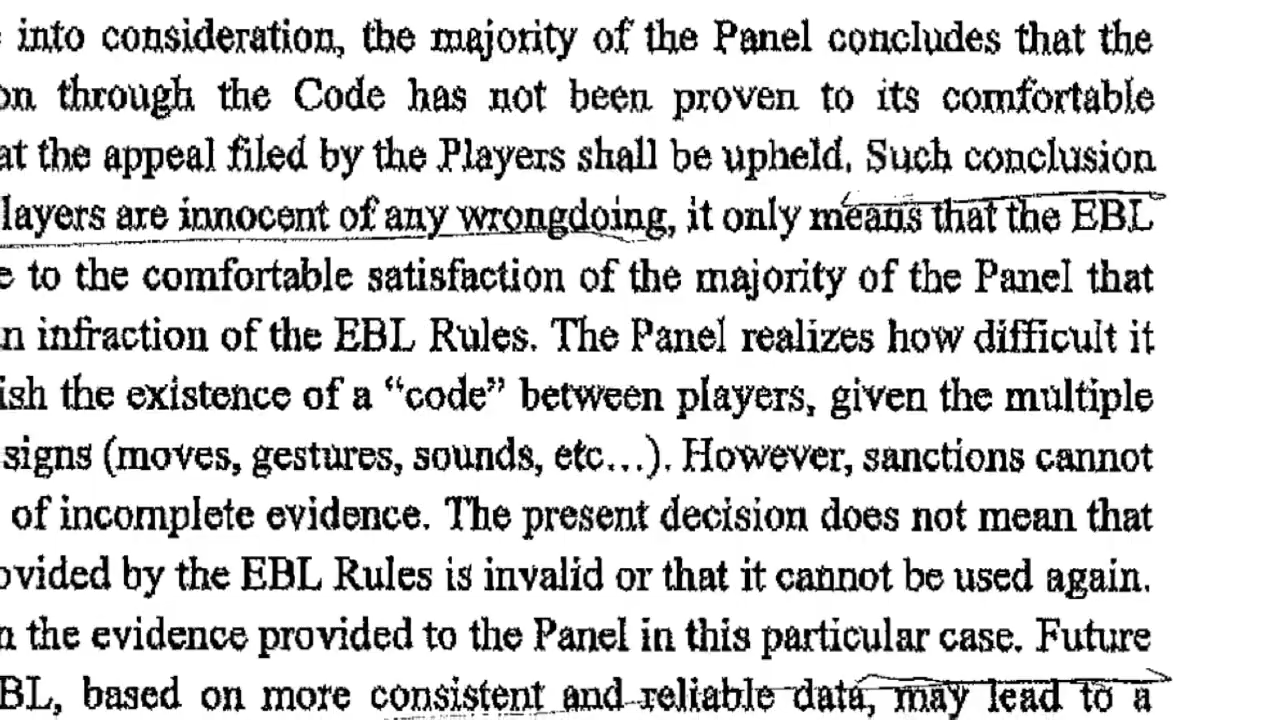 into consideration, the majority of the Panel concludes that the
on through the Code has not been proven to its comfortable
at the appeal filed by the Players shall be upheld. Such conclusion
layers are innocent of any wrongdoing, it only means that the EBL
e to the comfortable satisfaction of the majority of the Panel that
n infraction of the EBL Rules. The Panel realizes how difficult it
ish the existence of a “code” between players, given the multiple
signs (moves, gestures, sounds, etc…). However, sanctions cannot
of incomplete evidence. The present decision does not mean that
ovided by the EBL Rules is invalid or that it cannot be used again.
n the evidence provided to the Panel in this particular case. Future
BL, based on more consistent and reliable data, may lead to a